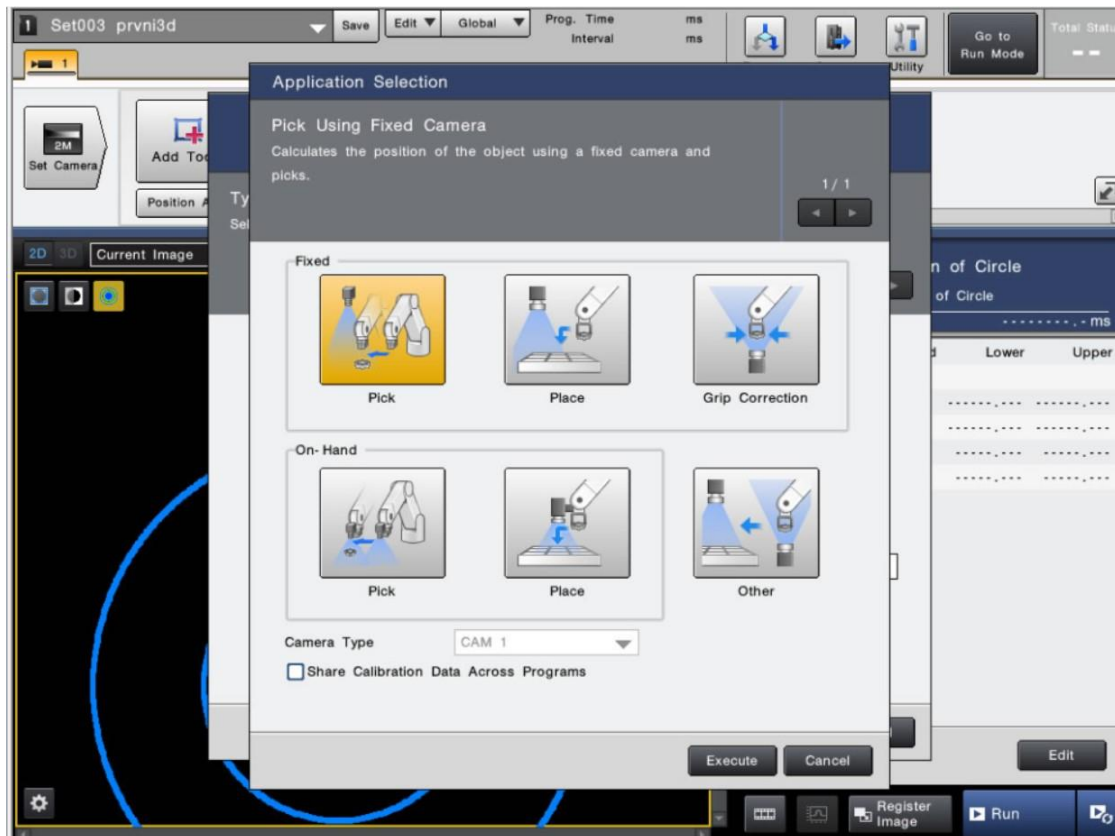 1 Set003 prvni3d
Save
Edit
Global
Prog. Time ms
Interval ms
Utility
Go to
Run Mode
Total Statu
--
1
2M
Set Camera
Add Too
Position A
Application Selection
Pick Using Fixed Camera
Calculates the position of the object using a fixed camera and
picks.
1/ 1
Ty
Sel
2D 3D Current Image
n of Circle
of Circle
--------.- ms
d Lower Upper
------.--- ------.---
------.--- ------.---
------.--- ------.---
------.--- ------.---
Fixed
Pick Place Grip Correction
On-Hand
Pick Place Other
Camera Type CAM 1
Share Calibration Data Across Programs
Execute Cancel
Edit
Register
Image
Run